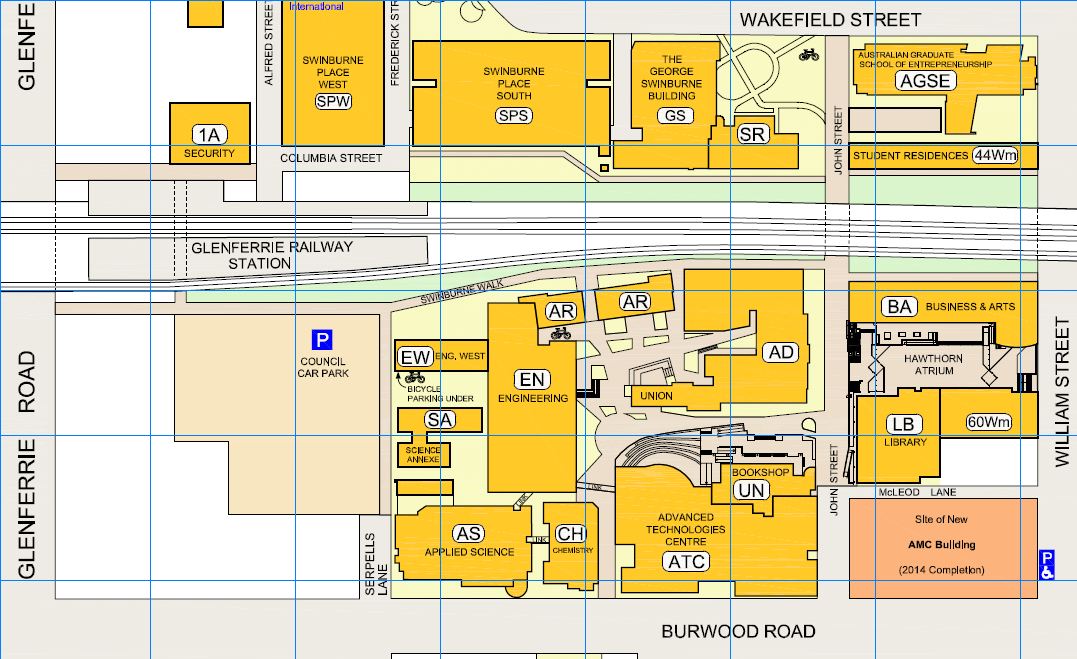 International
WAKEFIELD STREET
GLENFE
ALFRED STREET
FREDERICK STR
SWINBURNE
PLACE
WEST
SPW
SWINBURNE
PLACE
SOUTH
SPS
THE
GEORGE
SWINBURNE
BUILDING
GS
SR
AUSTRALIAN GRADUATE
SCHOOL OF ENTREPRENEURSHIP
AGSE
1A
SECURITY
COLUMBIA STREET
JOHN STREET
STUDENT RESIDENCES 44Wm
GLENFERRIE RAILWAY
STATION
SWINBURNE WALK
AR
AR
BA BUSINESS & ARTS
P
COUNCIL
CAR PARK
EW ENG, WEST
BICYCLE
PARKING UNDER
EN
ENGINEERING
AD
UNION
HAWTHORN
ATRIUM
WILLIAM STREET
GLENFERRIE ROAD
SA
SCIENCE
ANNEXE
LB
LIBRARY
60Wm
BOOKSHOP
UN
JOHN STREET
McLEOD LANE
LINK
LINK
AS
APPLIED SCIENCE
LINK
CH
CHEMISTRY
ADVANCED
TECHNOLOGIES
CENTRE
ATC
Site of New
AMC Building
(2014 Completion)
P
SERPELLS
LANE
BURWOOD ROAD